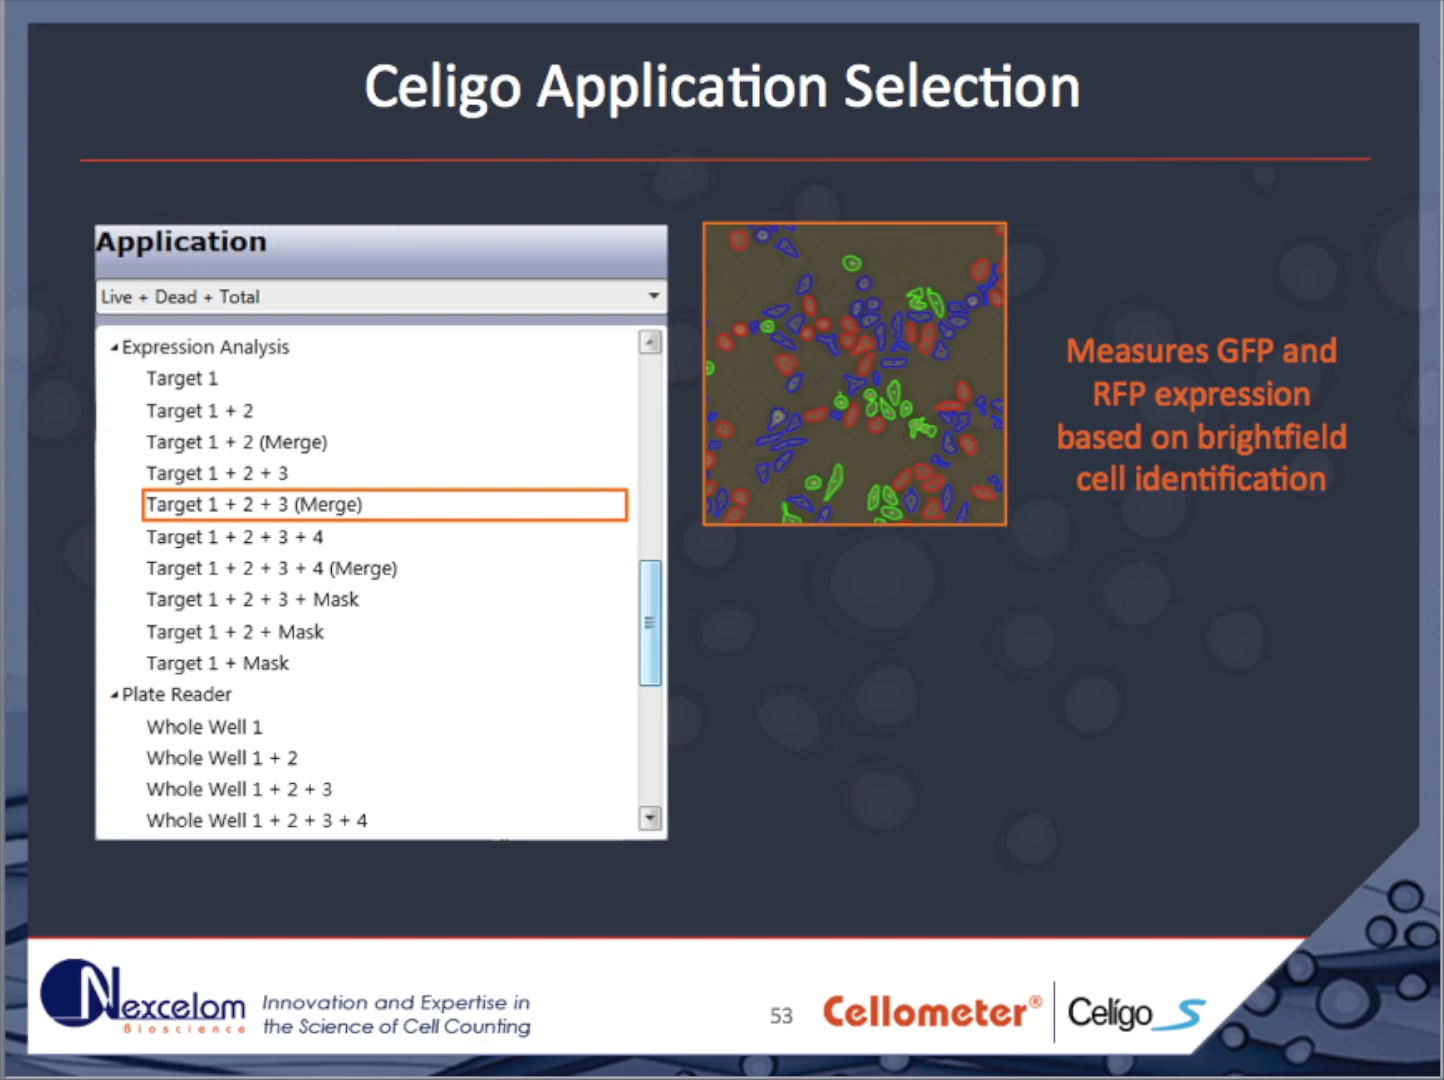 Celigo Application Selection
Application
Live + Dead + Total
Expression Analysis
Target 1
Target 1 + 2
Target 1 + 2 (Merge)
Target 1 + 2 + 3
Target 1 + 2 + 3 (Merge)
Target 1 + 2 + 3 + 4
Target 1 + 2 + 3 + 4 (Merge)
Target 1 + 2 + 3 + Mask
Target 1 + 2 + Mask
Target 1 + Mask
Plate Reader
Whole Well 1
Whole Well 1 + 2
Whole Well 1 + 2 + 3
Whole Well 1 + 2 + 3 + 4
Measures GFP and
RFP expression
based on brightfield
cell identification
Nexcelom
Bioscience
Innovation and Expertise in
the Science of Cell Counting
53
Cellometer®
Celígo S